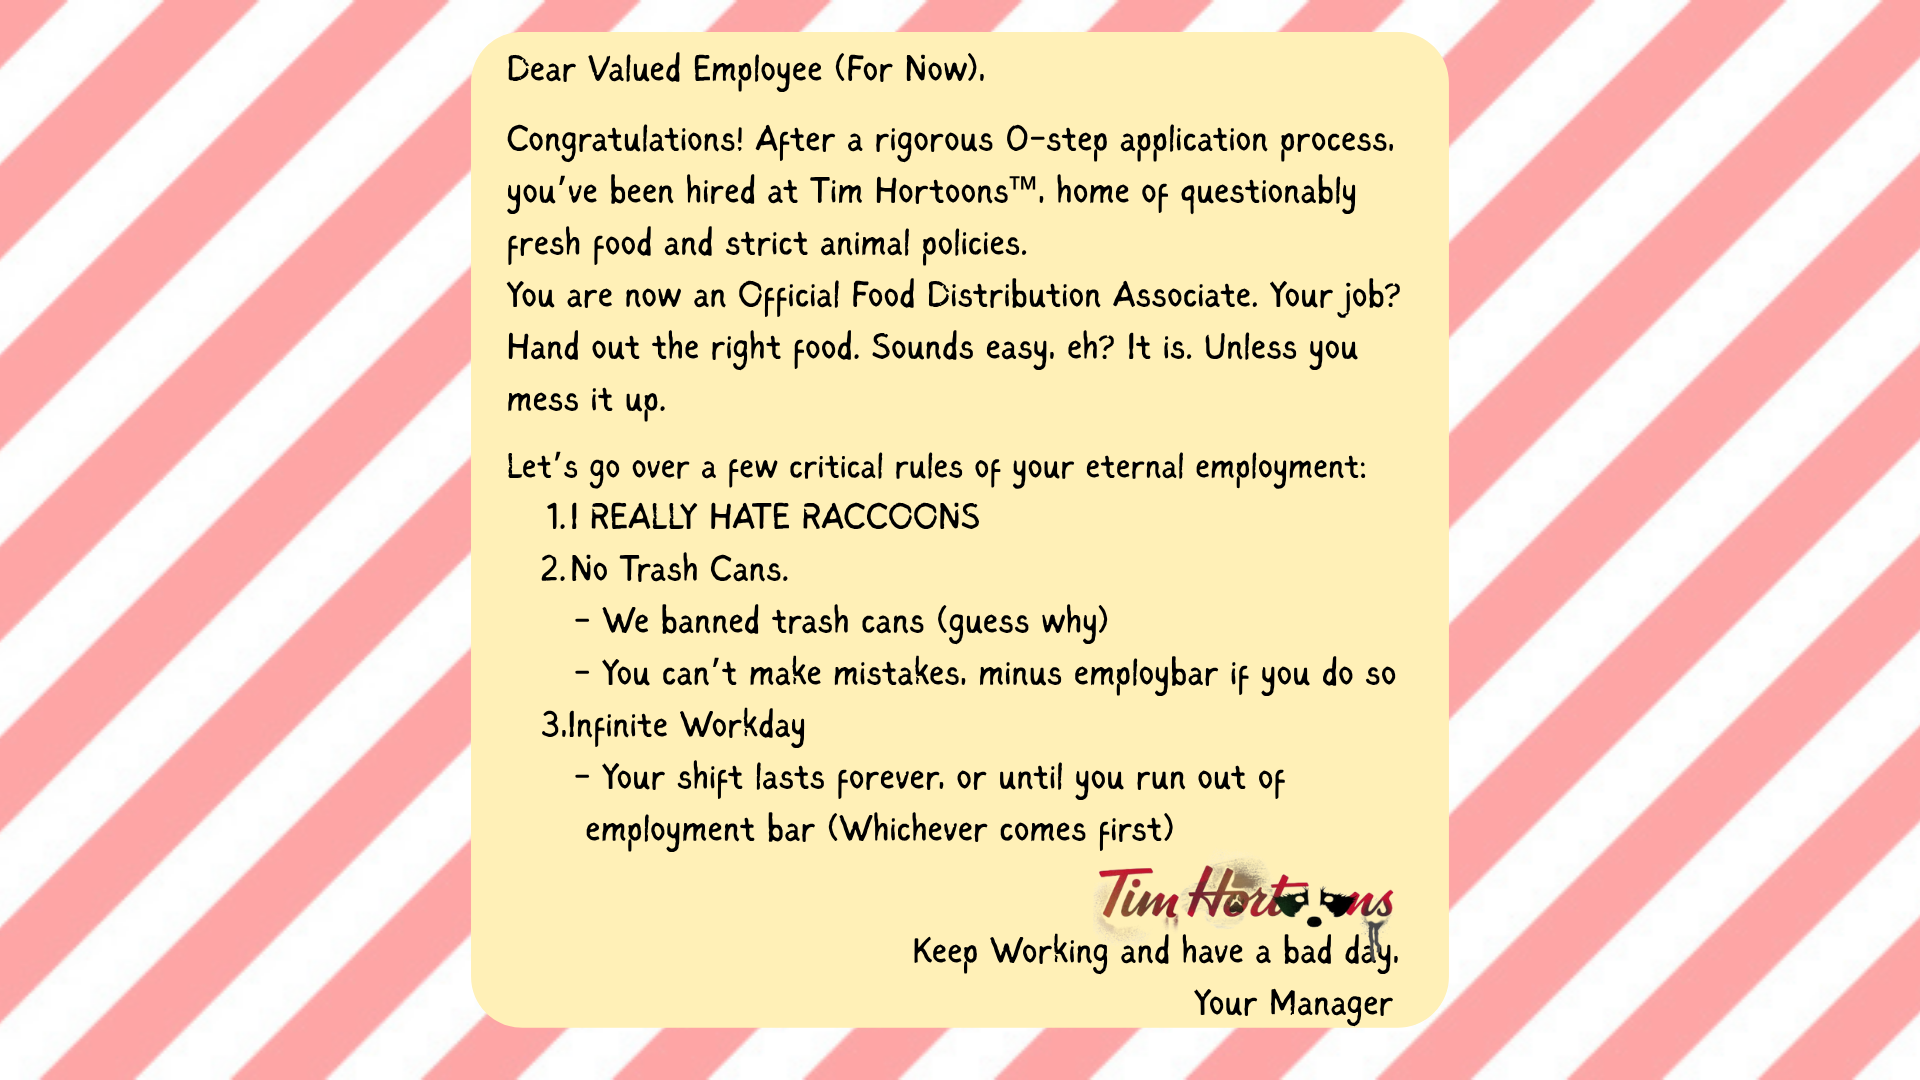 Dear Valued Employee (For Now),
Congratulations! After a rigorous 0-step application process,
you've been hired at Tim Hortoons™, home of questionably
fresh food and strict animal policies.
You are now an Official Food Distribution Associate. Your job?
Hand out the right food. Sounds easy, eh? It is. Unless you
mess it up.
Let's go over a few critical rules of your eternal employment:
1. I REALLY HATE RACCOONS
2. No Trash Cans.
- We banned trash cans (guess why)
- You can't make mistakes, minus employbar if you do so
3. Infinite Workday
- Your shift lasts forever, or until you run out of
employment bar (Whichever comes first)
Tim Hortoons
Keep Working and have a bad day,
Your Manager